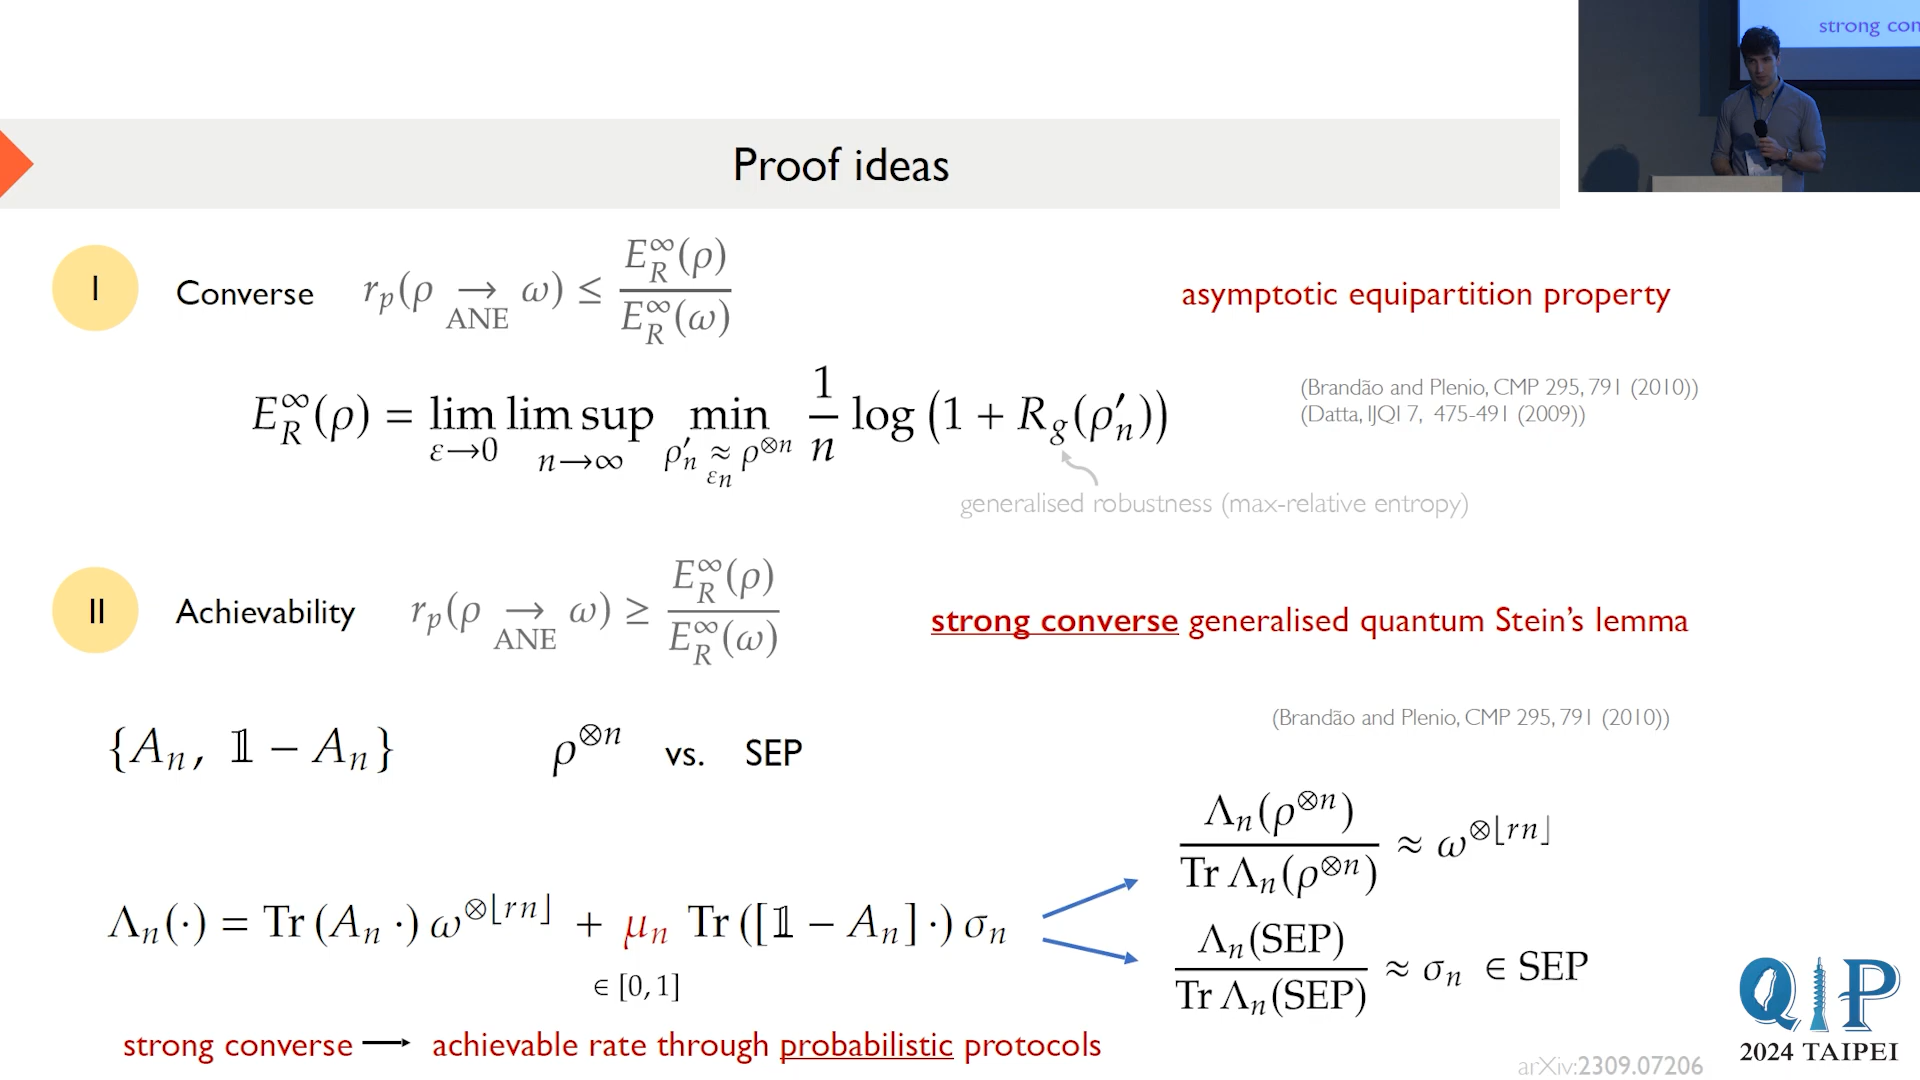 strong con
Proof ideas
I Converse r_p(ρ →_ANE ω) ≤ E_R^∞(ρ) / E_R^∞(ω) asymptotic equipartition property
E_R^∞(ρ) = lim_{ε→0} lim sup_{n→∞} min_{ρ′_n ≈_{ε_n} ρ^{⊗n}} 1/n log (1 + R_g(ρ′_n))
(Brandão and Plenio, CMP 295, 791 (2010))
(Datta, IJQI 7, 475-491 (2009))
generalised robustness (max-relative entropy)
II Achievability r_p(ρ →_ANE ω) ≥ E_R^∞(ρ) / E_R^∞(ω) strong converse generalised quantum Stein's lemma
(Brandão and Plenio, CMP 295, 791 (2010))
{A_n, 𝟙 − A_n} ρ^{⊗n} vs. SEP
Λ_n(·) = Tr (A_n ·) ω^{⊗⌊rn⌋} + μ_n Tr ([𝟙 − A_n] ·) σ_n
∈ [0, 1]
Λ_n(ρ^{⊗n}) / Tr Λ_n(ρ^{⊗n}) ≈ ω^{⊗⌊rn⌋}
Λ_n(SEP) / Tr Λ_n(SEP) ≈ σ_n ∈ SEP
strong converse → achievable rate through probabilistic protocols
arXiv:2309.07206
QIP
2024 TAIPEI